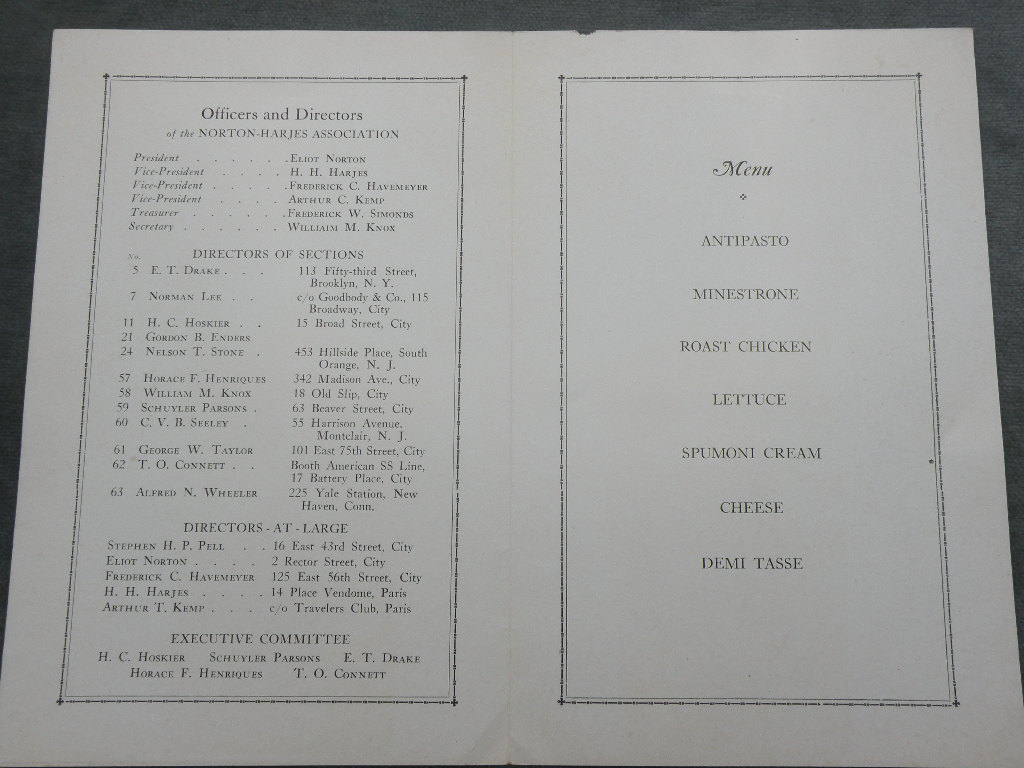 Officers and Directors
of the NORTON-HARJES ASSOCIATION
President . . . . . . ELIOT NORTON
Vice-President . . . . H. H. HARJES
Vice-President . . . . . FREDERICK C. HAVEMEYER
Vice-President . . . . ARTHUR C. KEMP
Treasurer . . . . . . FREDERICK W. SIMONDS
Secretary . . . . . . WILLIAIM M. KNOX
DIRECTORS OF SECTIONS
No.
5 E. T. DRAKE . . . 113 Fifty-third Street,
Brooklyn, N. Y.
7 NORMAN LEE . . c/o Goodbody & Co., 115
Broadway, City
11 H. C. HOSKIER . . 15 Broad Street, City
21 GORDON B. ENDERS
24 NELSON T. STONE . 453 Hillside Place, South
Orange, N. J.
57 HORACE F. HENRIQUES 342 Madison Ave., City
58 WILLIAM M. KNOX 18 Old Slip, City
59 SCHUYLER PARSONS . 63 Beaver Street, City
60 C. V. B. SEELEY . 55 Harrison Avenue,
Montclair, N. J.
61 GEORGE W. TAYLOR 101 East 75th Street, City
62 T. O. CONNETT . . Booth American SS Line,
17 Battery Place, City
63 ALFRED N. WHEELER 225 Yale Station, New
Haven, Conn.
DIRECTORS-AT-LARGE
STEPHEN H. P. PELL . . 16 East 43rd Street, City
ELIOT NORTON . . . . 2 Rector Street, City
FREDERICK C. HAVEMEYER 125 East 56th Street, City
H. H. HARJES . . . . 14 Place Vendome, Paris
ARTHUR T. KEMP . . . c/o Travelers Club, Paris
EXECUTIVE COMMITTEE
H. C. HOSKIER SCHUYLER PARSONS E. T. DRAKE
HORACE F. HENRIQUES T. O. CONNETT
Menu
ANTIPASTO
MINESTRONE
ROAST CHICKEN
LETTUCE
SPUMONI CREAM
CHEESE
DEMI TASSE